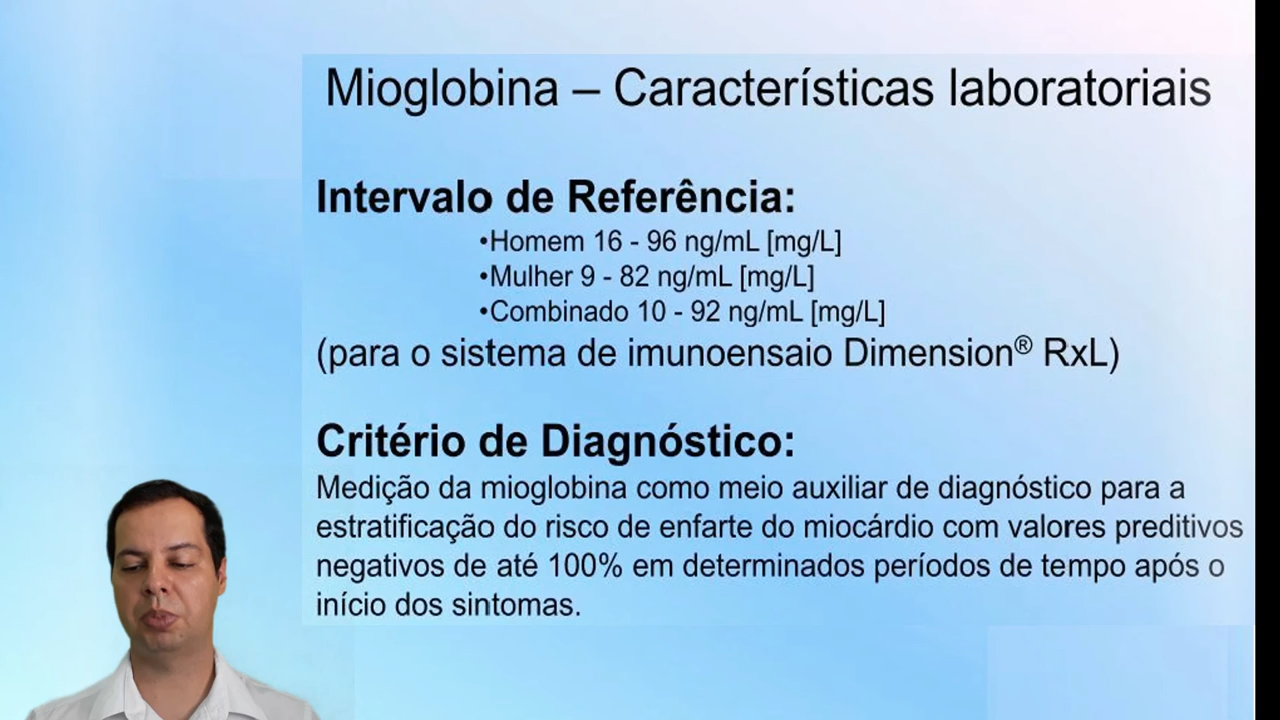 Mioglobina – Características laboratoriais
Intervalo de Referência:
•Homem 16 - 96 ng/mL [mg/L]
•Mulher 9 - 82 ng/mL [mg/L]
•Combinado 10 - 92 ng/mL [mg/L]
(para o sistema de imunoensaio Dimension® RxL)
Critério de Diagnóstico:
Medição da mioglobina como meio auxiliar de diagnóstico para a
estratificação do risco de enfarte do miocárdio com valores preditivos
negativos de até 100% em determinados períodos de tempo após o
início dos sintomas.